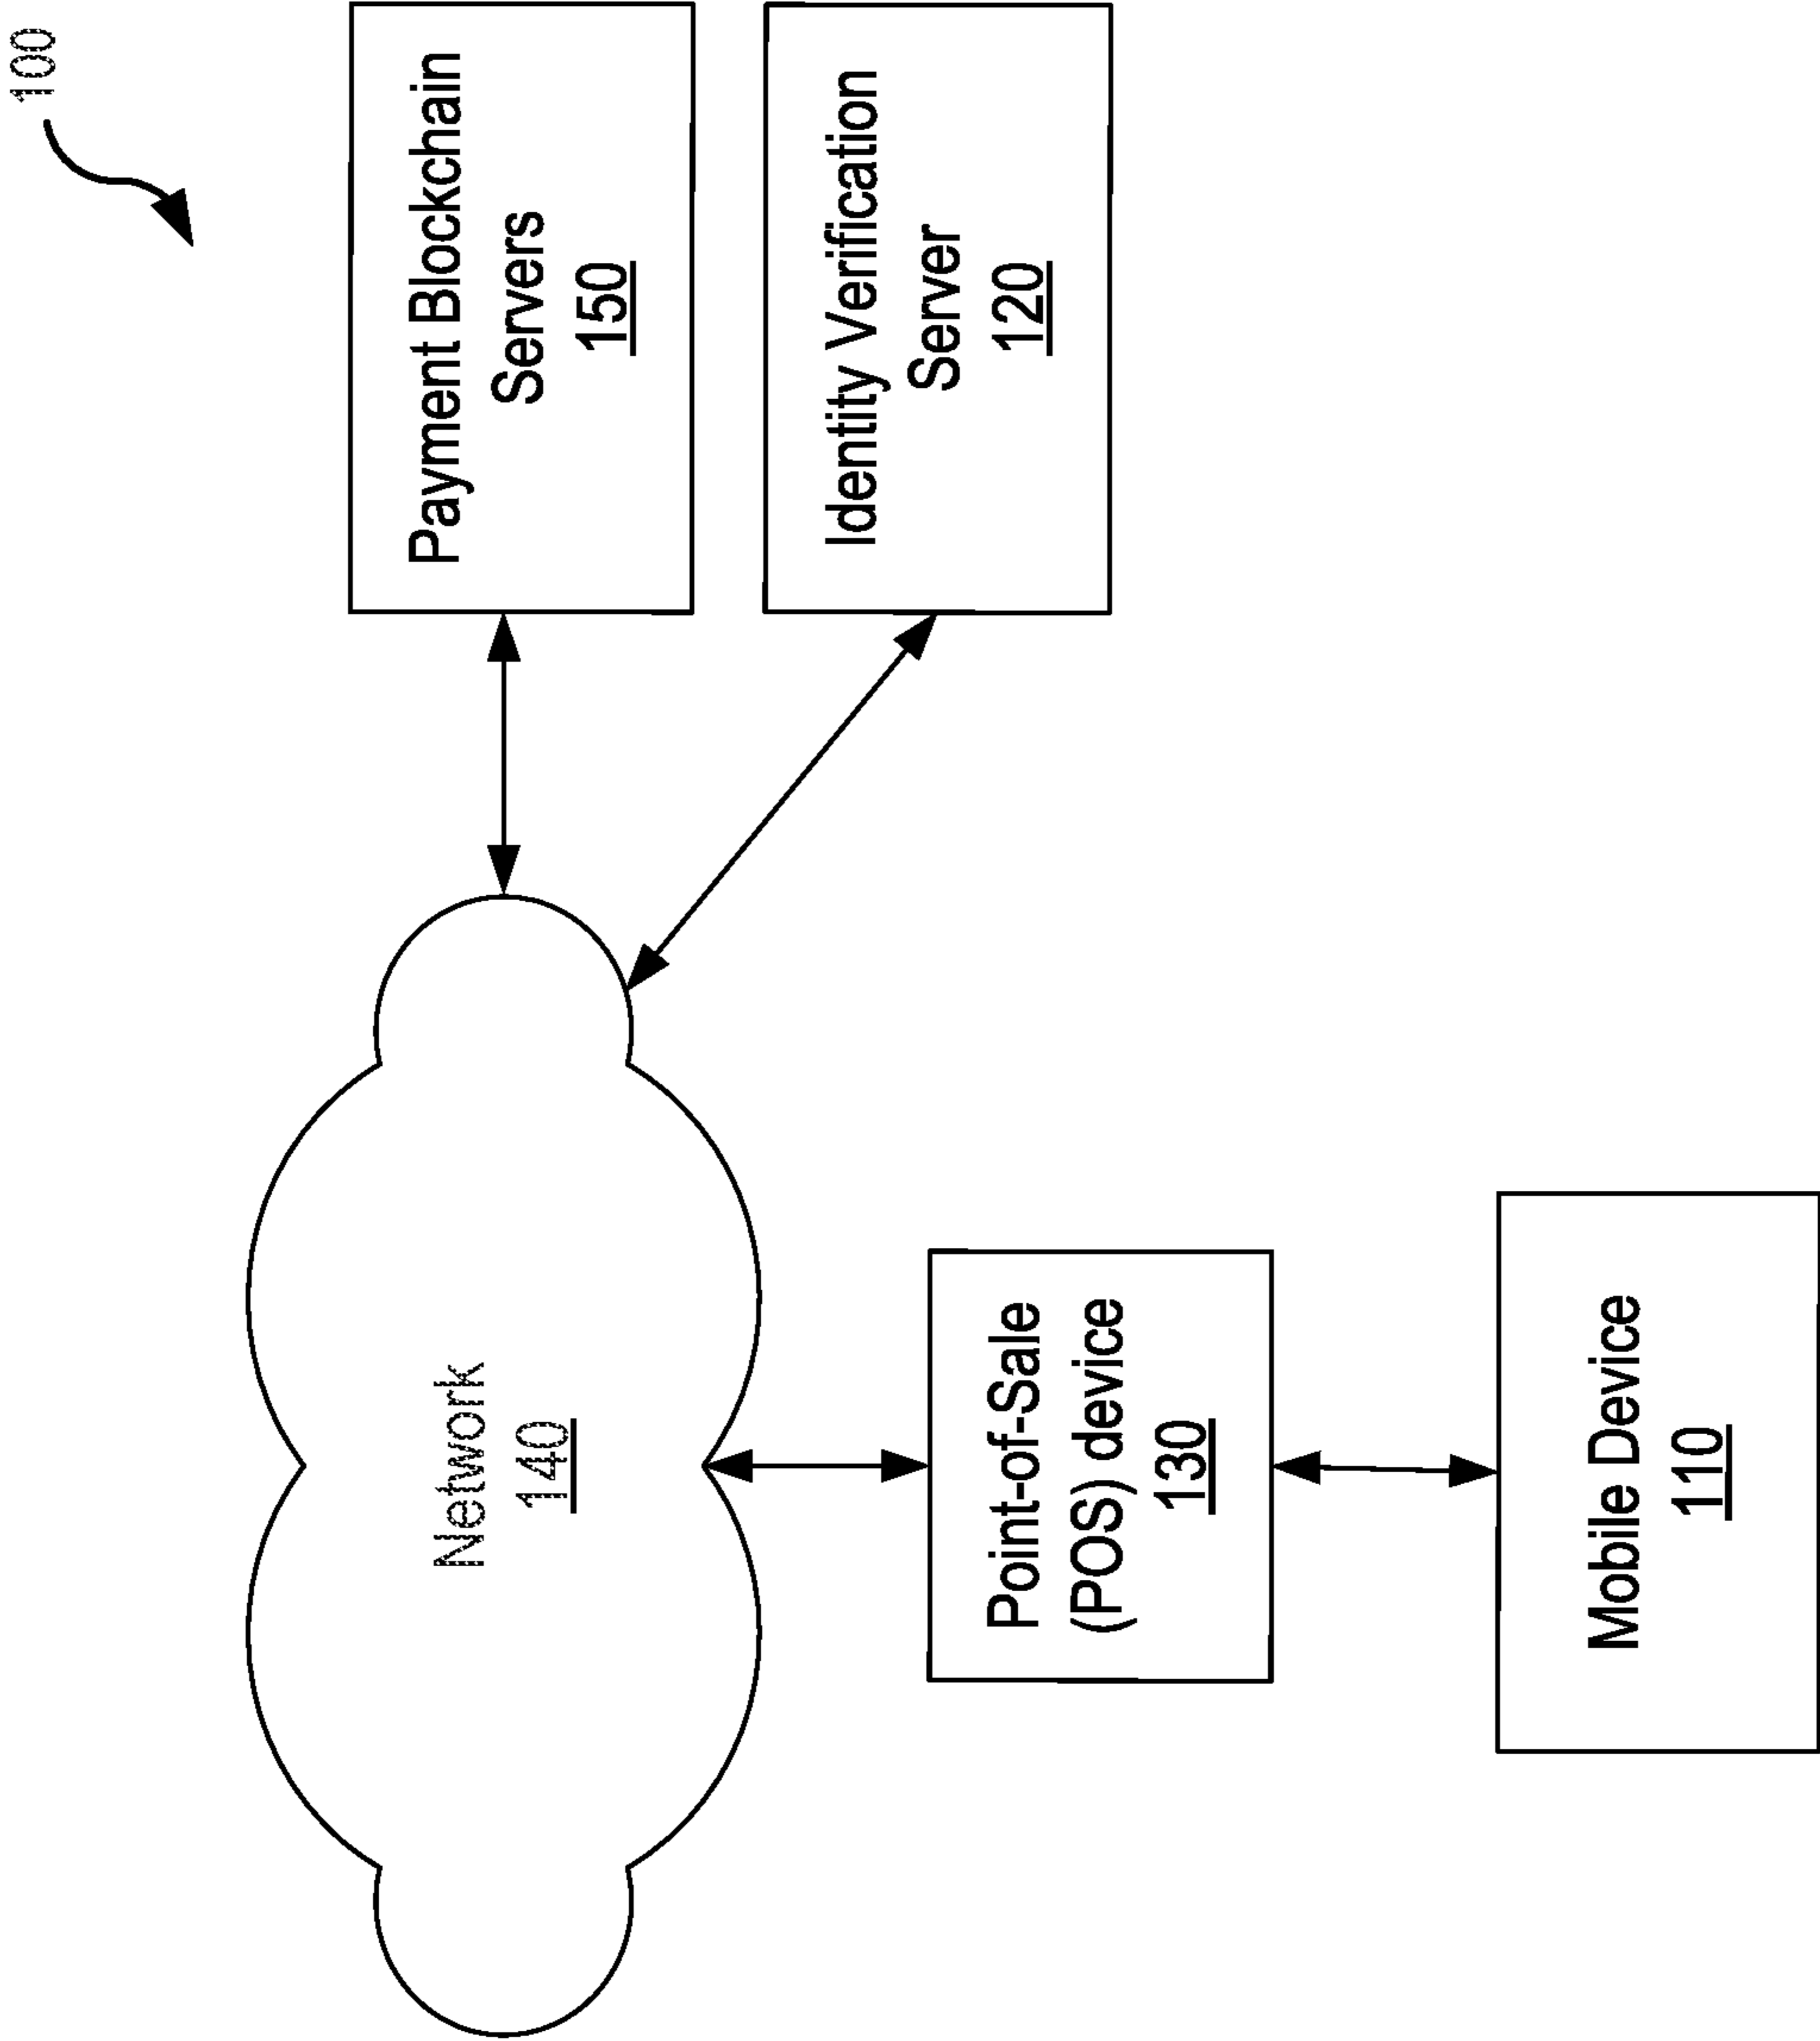 100
Payment Blockchain
Servers
150
Identity Verification
Server
120
Network
140
Point-of-Sale
(POS) device
130
Mobile Device
110